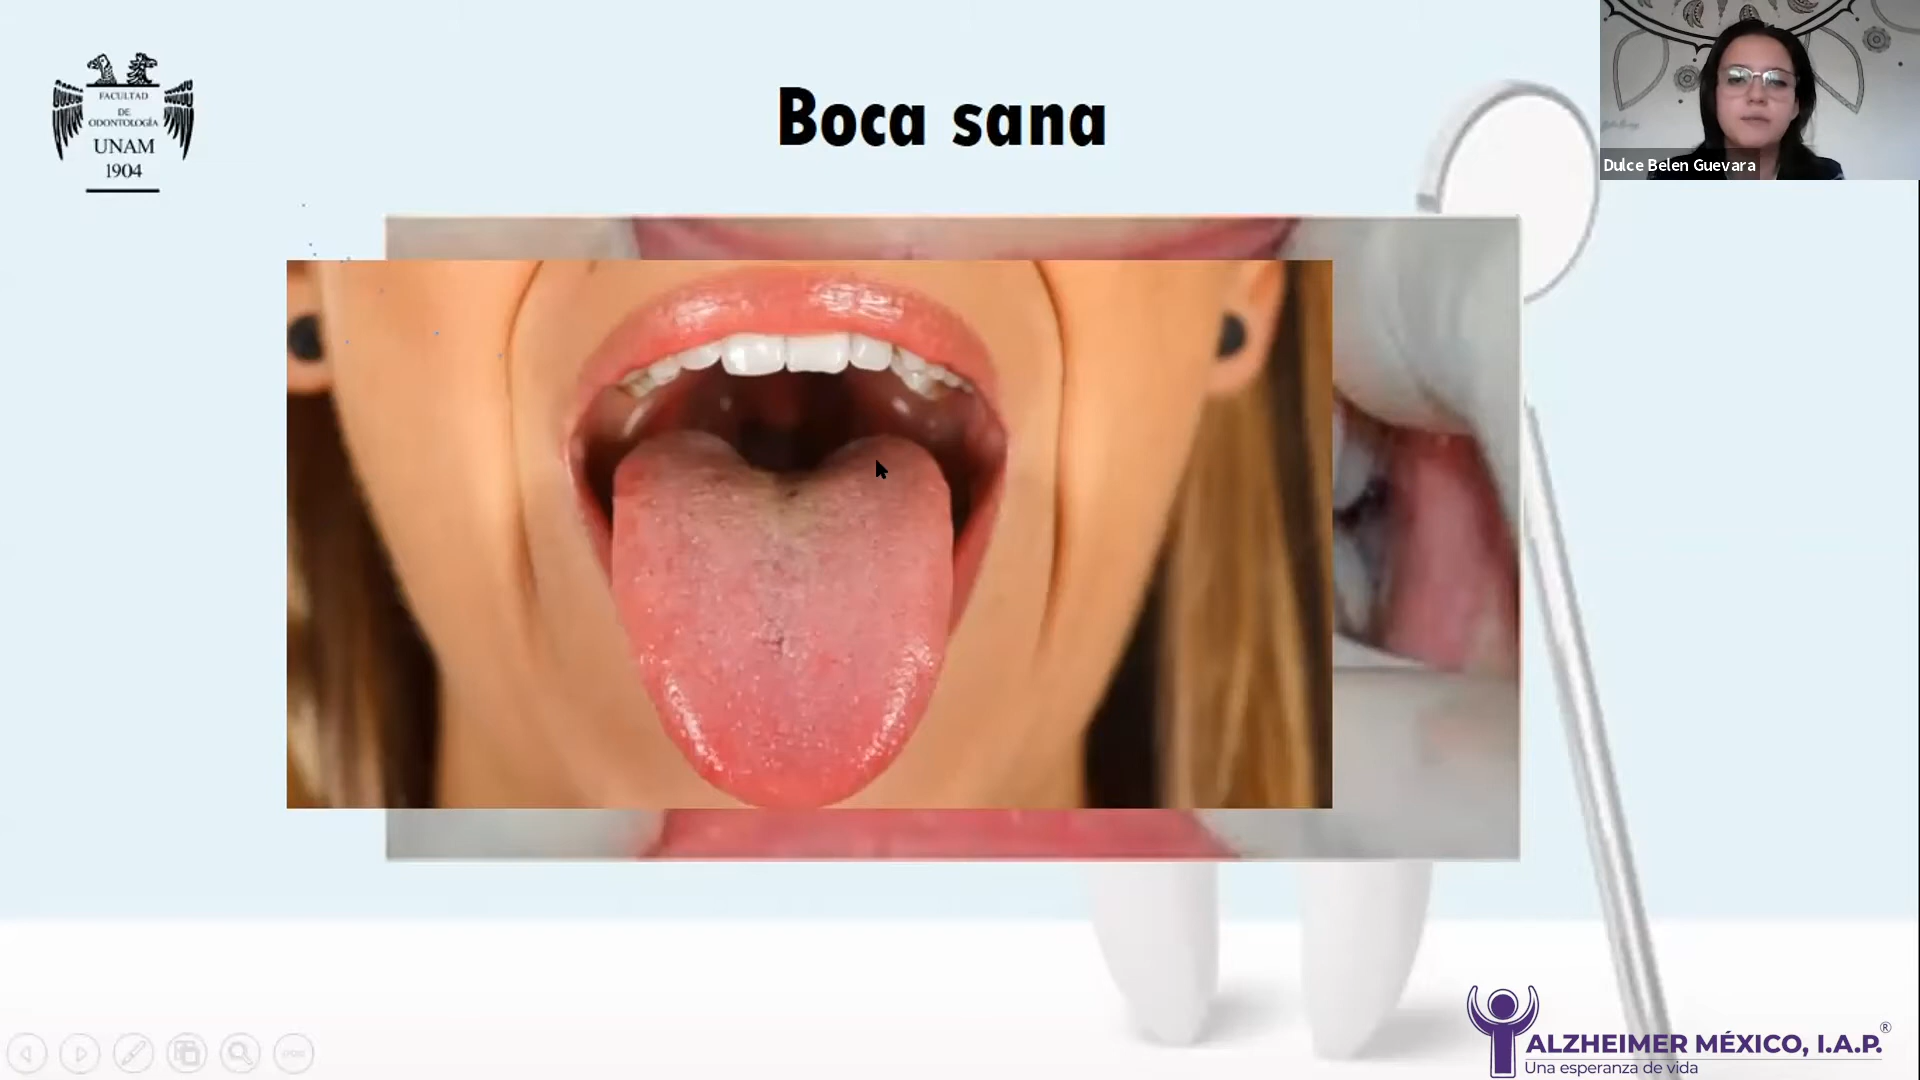 FACULTAD
DE
ODONTOLOGÍA
UNAM
1904
Boca sana
Dulce Belen Guevara
ALZHEIMER MÉXICO, I.A.P.®
Una esperanza de vida